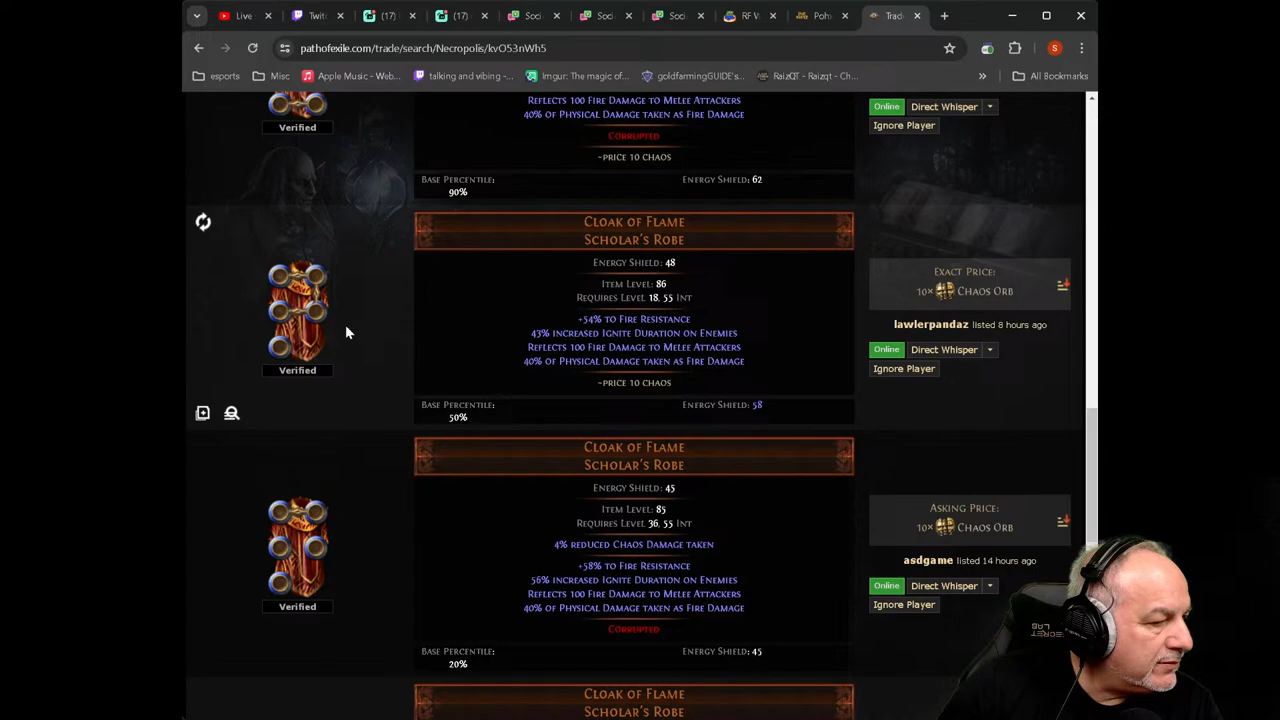 Live
Twitc
(17)
(17)
Soci
Soci
Soci
RF W
Poh
Trad
pathofexile.com/trade/search/Necropolis/kvO53nWh5
S
esports
Misc
Apple Music - Web...
talking and vibing -...
Imgur: The magic of...
goldfarmingGUIDE's...
RaizQT - Raizqt - Ch...
»
All Bookmarks
Reflects 100 Fire Damage to Melee Attackers
40% of Physical Damage taken as Fire Damage
Corrupted
~price 10 chaos
Verified
Online
Direct Whisper
Ignore Player
Base Percentile:
90%
Energy Shield: 62
Cloak of Flame
Scholar's Robe
Energy Shield: 48
Item Level: 86
Requires Level 18, 55 Int
+54% to Fire Resistance
43% increased Ignite Duration on Enemies
Reflects 100 Fire Damage to Melee Attackers
40% of Physical Damage taken as Fire Damage
~price 10 chaos
Verified
Exact Price:
10× Chaos Orb
lawlerpandaz listed 8 hours ago
Online
Direct Whisper
Ignore Player
Base Percentile:
50%
Energy Shield: 58
Cloak of Flame
Scholar's Robe
Energy Shield: 45
Item Level: 85
Requires Level 36, 55 Int
4% reduced Chaos Damage taken
+58% to Fire Resistance
56% increased Ignite Duration on Enemies
Reflects 100 Fire Damage to Melee Attackers
40% of Physical Damage taken as Fire Damage
Corrupted
Verified
Asking Price:
10× Chaos Orb
asdgame listed 14 hours ago
Online
Direct Whisper
Ignore Player
Base Percentile:
20%
Energy Shield: 45
Cloak of Flame
Scholar's Robe